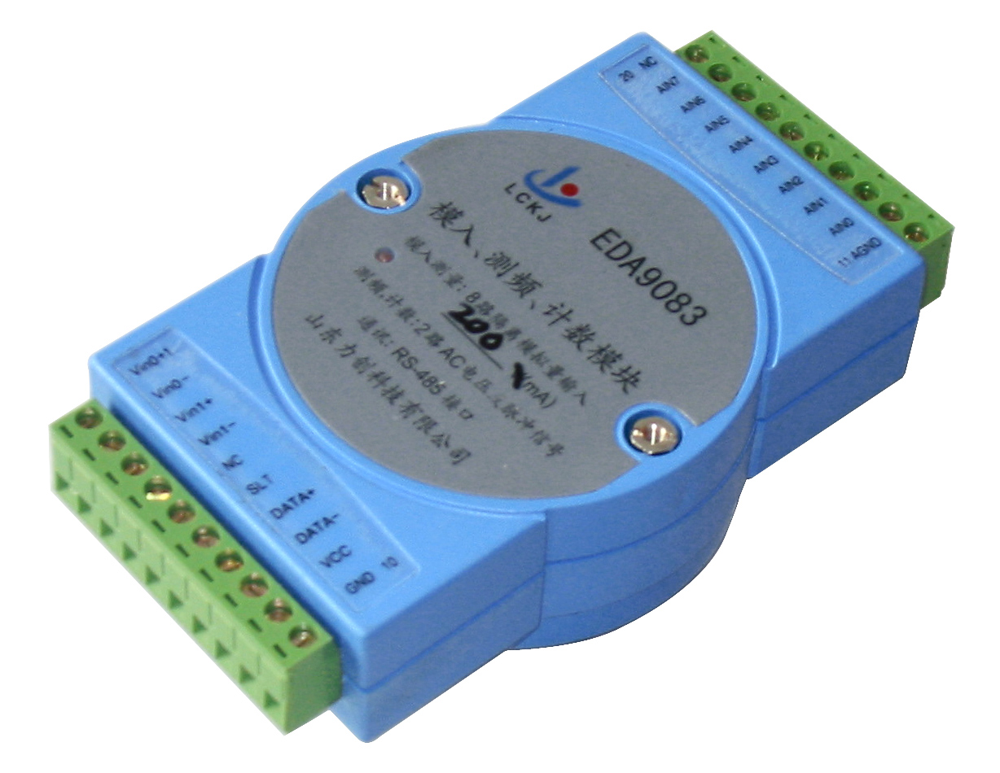 LCKJ
EDA9083
模入、测频、计数模块
模入测量:8路隔离模拟量输入
200 V(mA)
测频,计数:2路AC电压、脉冲信号
通讯:RS-485接口
山东力创科技有限公司
20 NC
AIN7
AIN6
AIN5
AIN4
AIN3
AIN2
AIN1
AIN0
11 AGND
Vin0+1
Vin0-
Vin1+
Vin1-
NC
SLT
DATA+
DATA-
VCC
GND 10